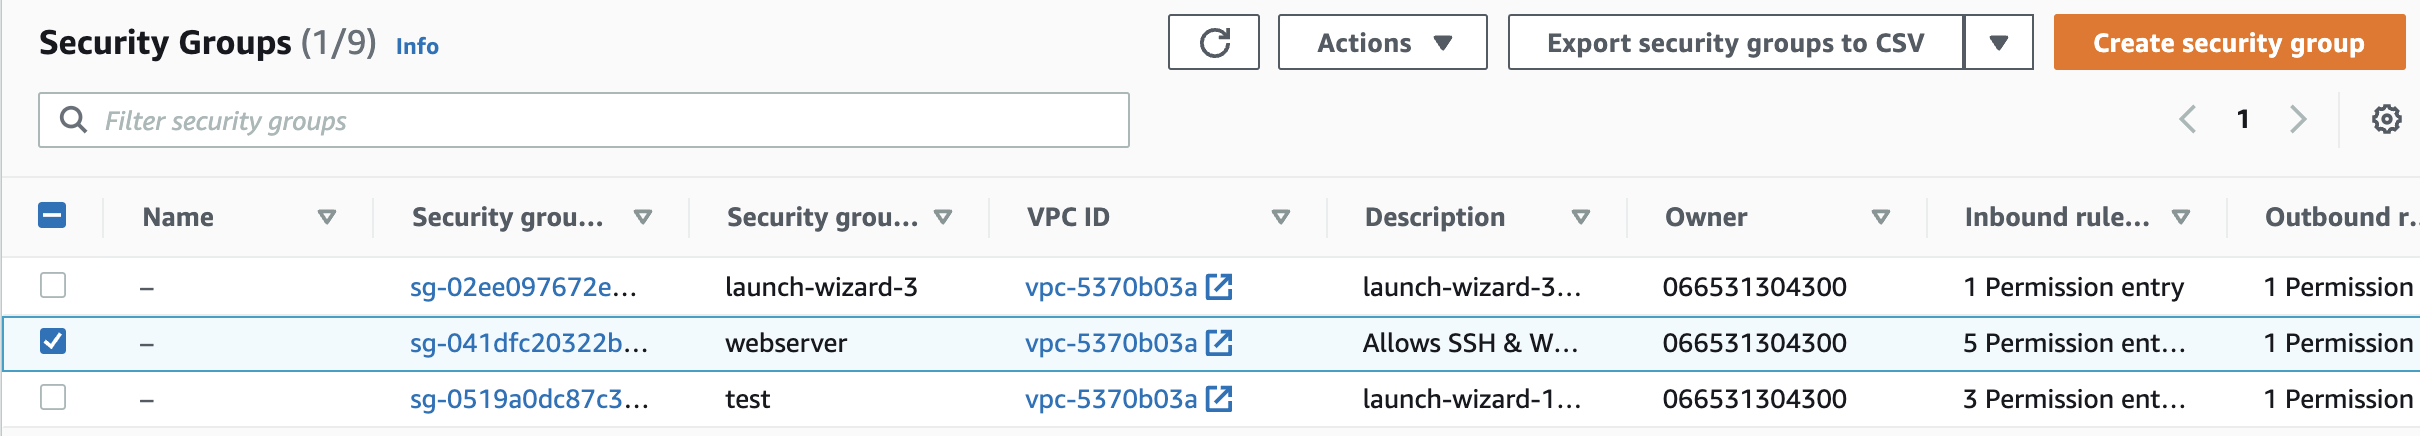 Security Groups (1/9) Info Actions Export security groups to CSV Create security group
Filter security groups 1
Name Security grou... Security grou... VPC ID Description Owner Inbound rule... Outbound r..
– sg-02ee097672e... launch-wizard-3 vpc-5370b03a launch-wizard-3... 066531304300 1 Permission entry 1 Permission
– sg-041dfc20322b... webserver vpc-5370b03a Allows SSH & W... 066531304300 5 Permission ent... 1 Permission
– sg-0519a0dc87c3... test vpc-5370b03a launch-wizard-1... 066531304300 3 Permission ent... 1 Permission